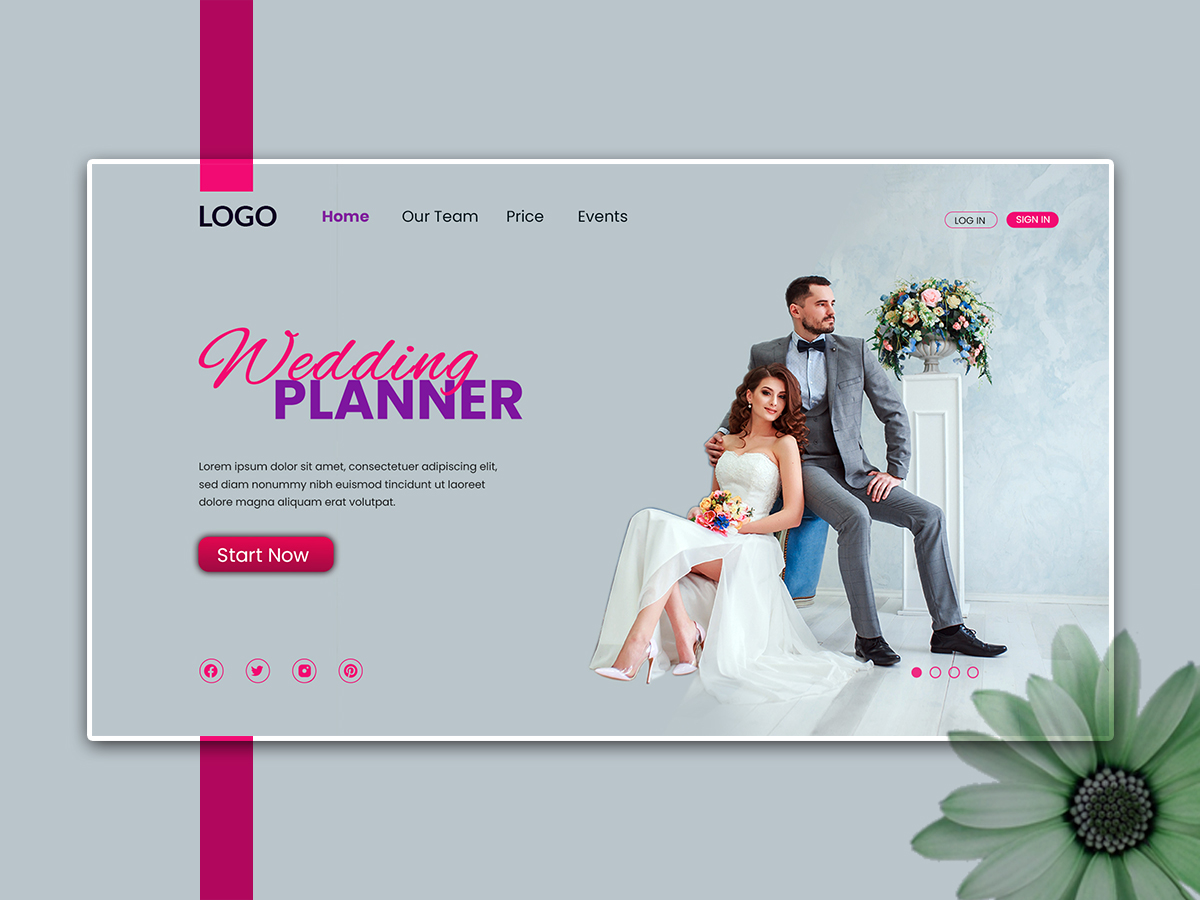 LOGO
Home
Our Team
Price
Events
LOG IN
SIGN IN
Wedding
PLANNER
Lorem ipsum dolor sit amet, consectetuer adipiscing elit,
sed diam nonummy nibh euismod tincidunt ut laoreet
dolore magna aliquam erat volutpat.
Start Now